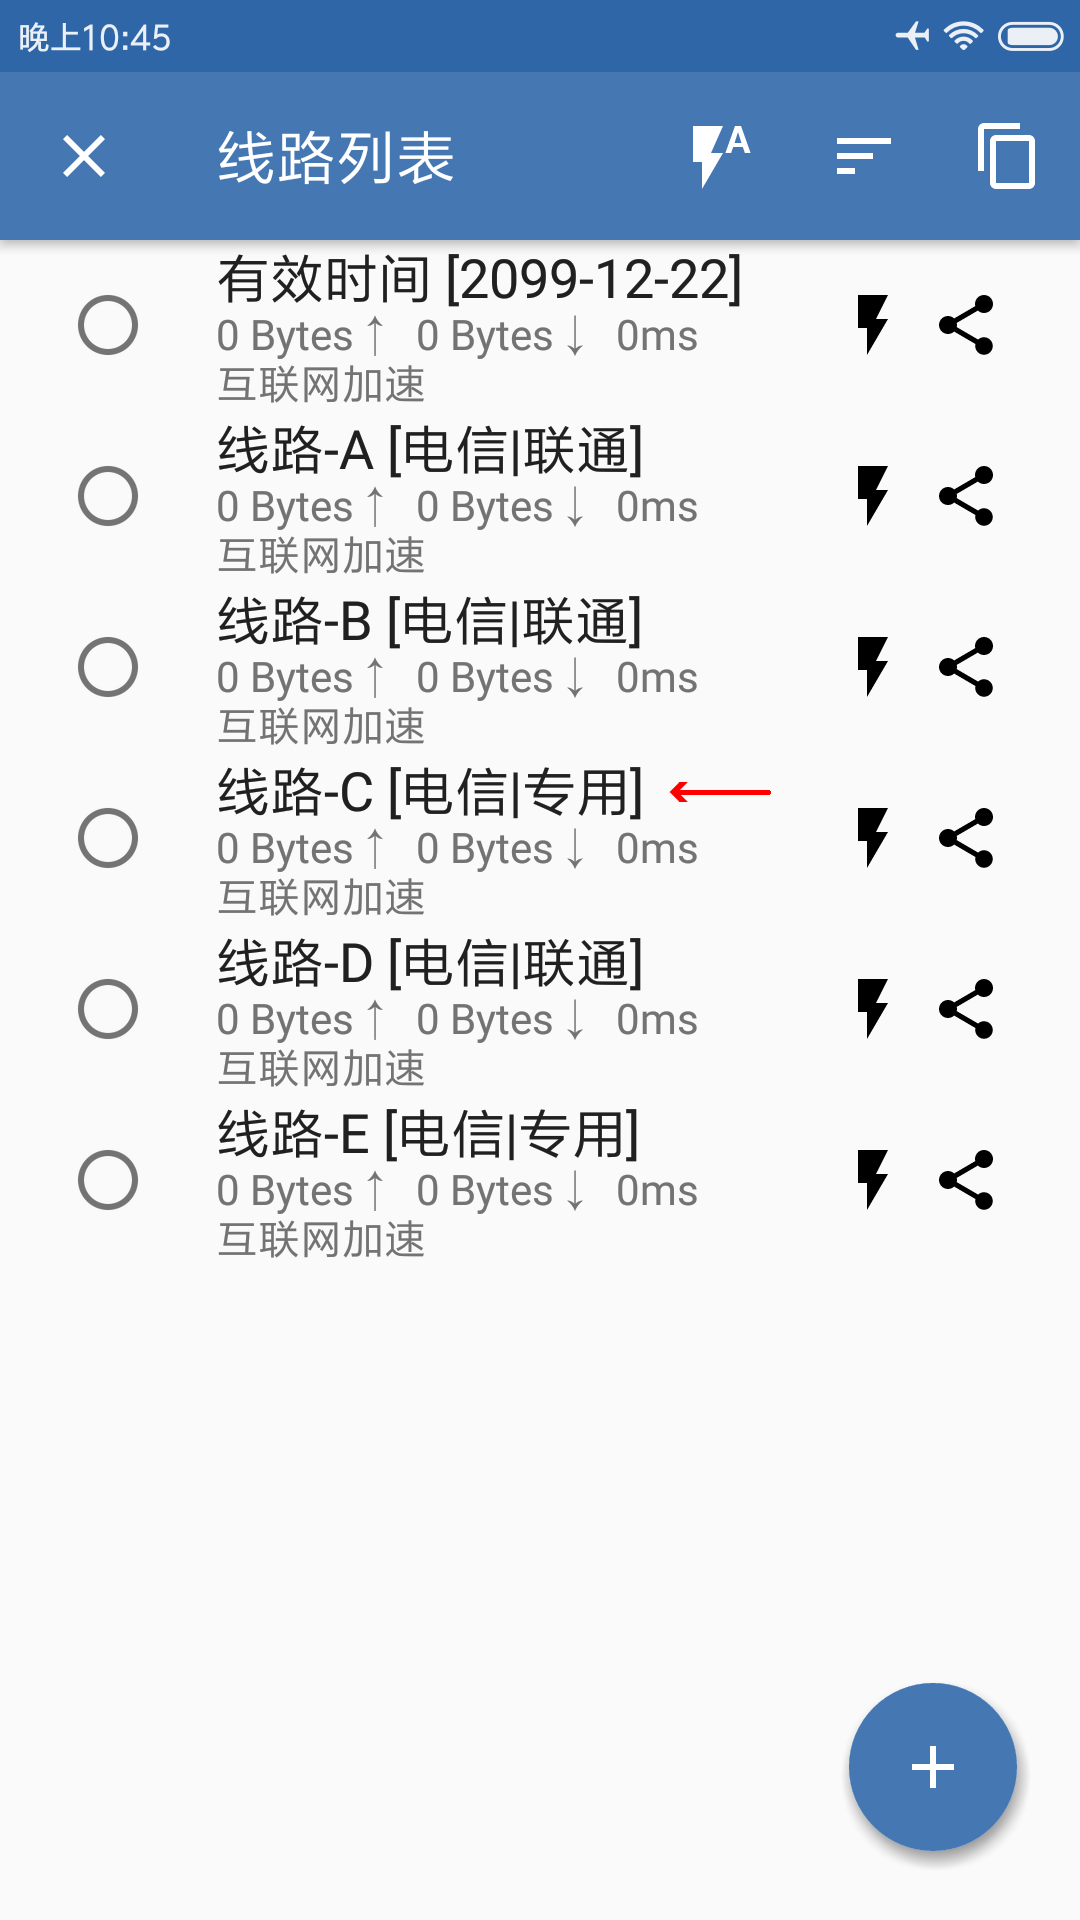 晚上10:45
线路列表
A
有效时间 [2099-12-22]
0 Bytes↑ 0 Bytes↓ 0ms
互联网加速
线路-A [电信|联通]
0 Bytes↑ 0 Bytes↓ 0ms
互联网加速
线路-B [电信|联通]
0 Bytes↑ 0 Bytes↓ 0ms
互联网加速
线路-C [电信|专用]
0 Bytes↑ 0 Bytes↓ 0ms
互联网加速
线路-D [电信|联通]
0 Bytes↑ 0 Bytes↓ 0ms
互联网加速
线路-E [电信|专用]
0 Bytes↑ 0 Bytes↓ 0ms
互联网加速